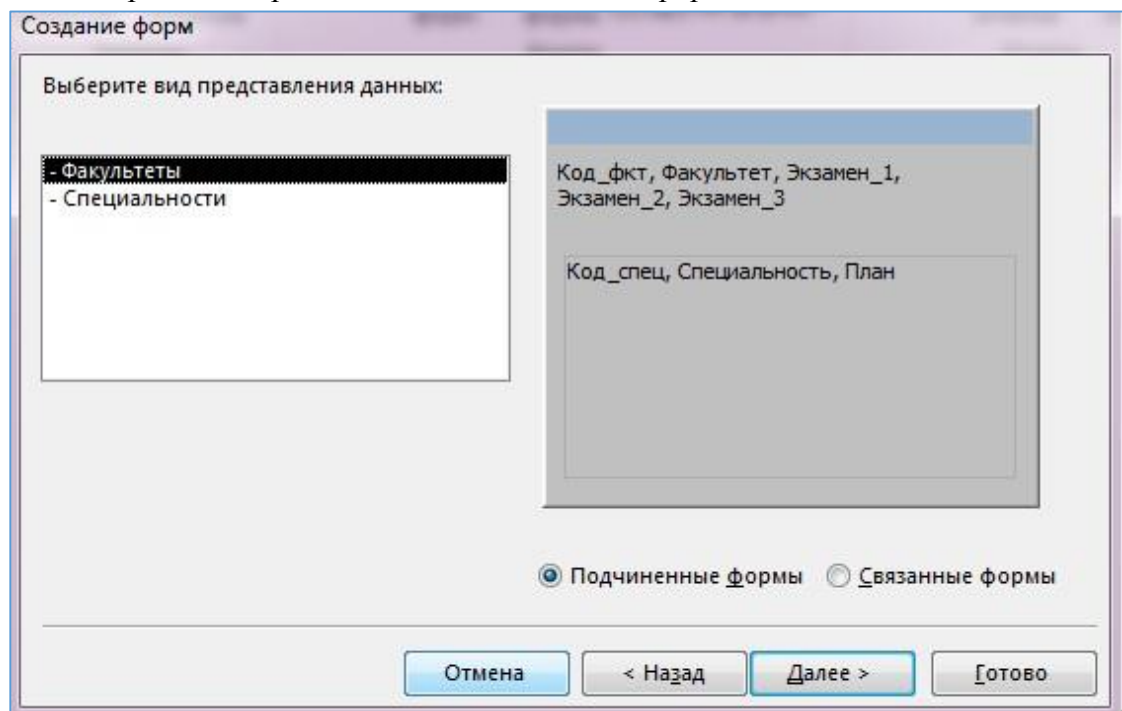 Создание форм
Выберите вид представления данных:
- Факультеты
- Специальности
Код_фкт, Факультет, Экзамен_1,
Экзамен_2, Экзамен_3
Код_спец, Специальность, План
Подчиненные формы Связанные формы
Отмена < Назад Далее > Готово